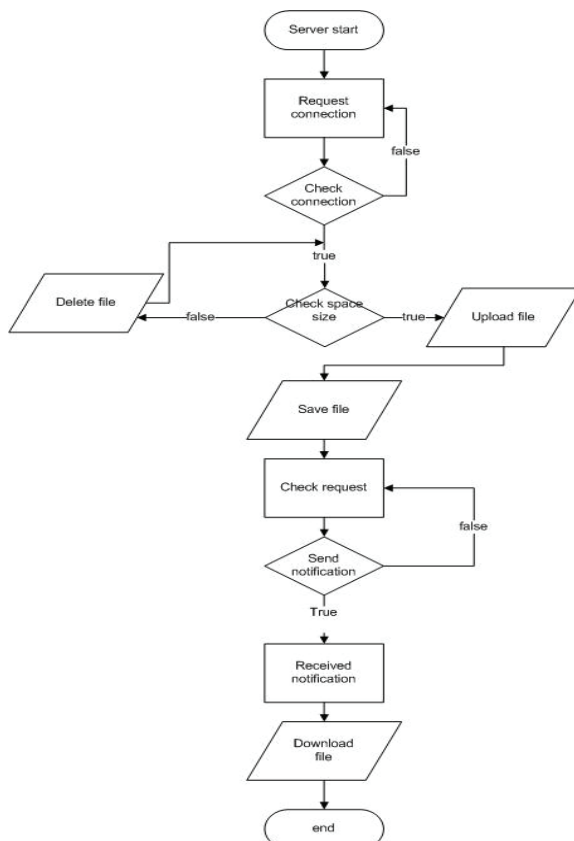 Server start
Request
connection
false
Check
connection
true
Delete file
false
Check space
size
true
Upload file
Save file
Check request
false
Send
notification
True
Received
notification
Download
file
end